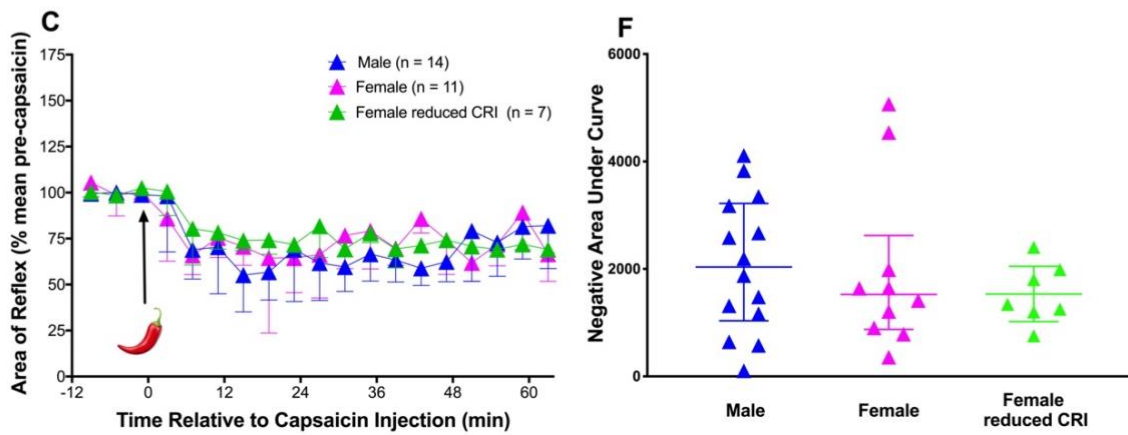 C
175
150
125
100
75
50
25
0
-12 0 12 24 36 48 60
Area of Reflex (% mean pre-capsaicin)
Time Relative to Capsaicin Injection (min)
Male (n = 14)
Female (n = 11)
Female reduced CRI (n = 7)
F
6000
4000
2000
0
Negative Area Under Curve
Male
Female
Female
reduced CRI